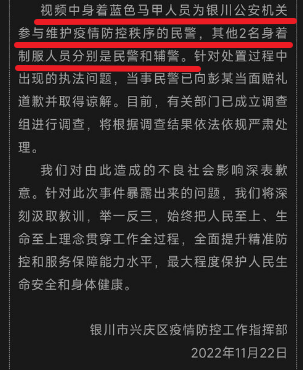 视频中身着蓝色马甲人员为银川公安机关
参与维护疫情防控秩序的民警，其他2名身着
制服人员分别是民警和辅警。针对处置过程中
出现的执法问题，当事民警已向彭某当面赔礼
道歉并取得谅解。目前，有关部门已成立调查
组进行调查，将根据调查结果依法依规严肃处
理。
我们对由此造成的不良社会影响深表歉
意。针对此次事件暴露出来的问题，我们将深
刻汲取教训，举一反三，始终把人民至上、生
命至上理念贯穿工作全过程，全面提升精准防
控和服务保障能力水平，最大程度保护人民生
命安全和身体健康。
银川市兴庆区疫情防控工作指挥部
2022年11月22日